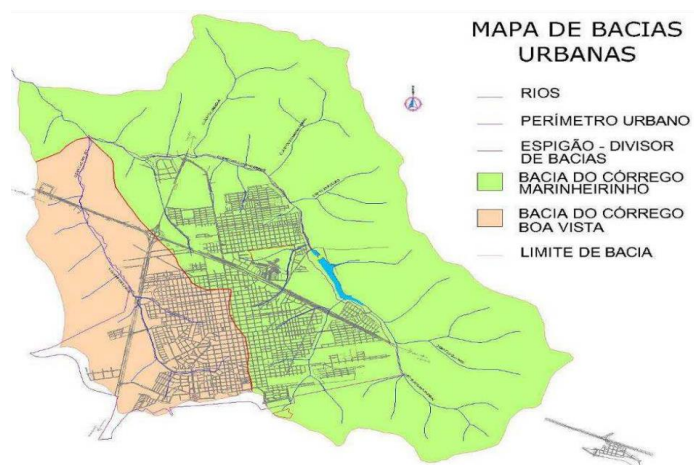 MAPA DE BACIAS
URBANAS
RIOS
PERÍMETRO URBANO
ESPIGÃO - DIVISOR
DE BACIAS
BACIA DO CÓRREGO
MARINHEIRINHO
BACIA DO CÓRREGO
BOA VISTA
LIMITE DE BACIA